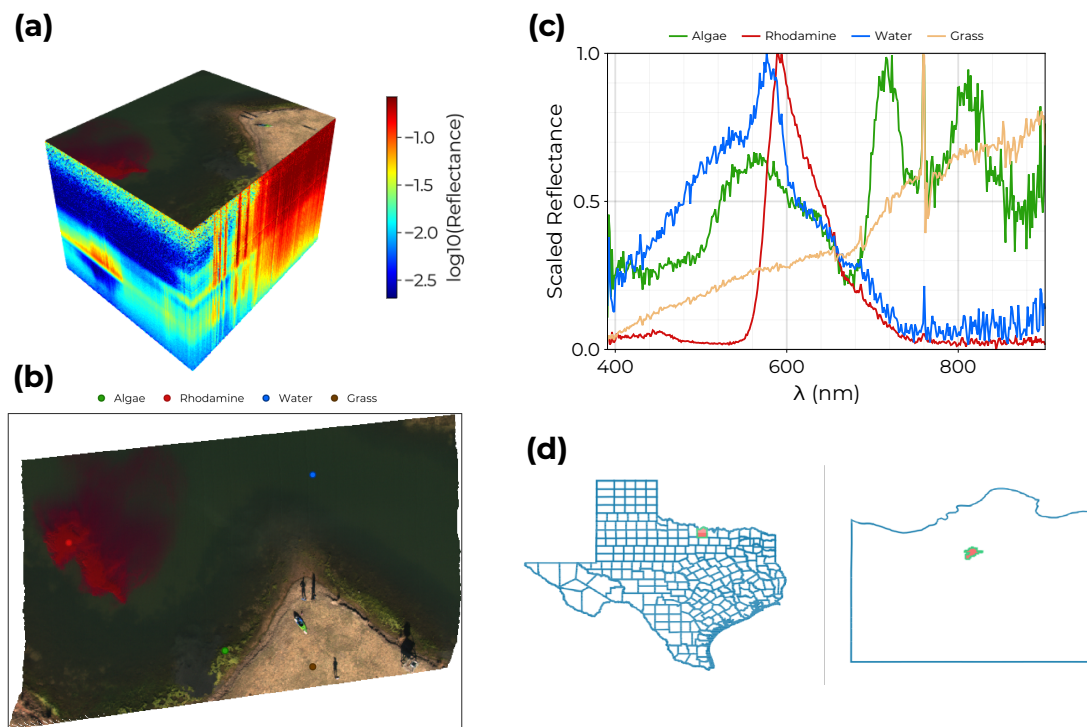 (a)
−1.0
−1.5
−2.0
−2.5
log10(Reflectance)
(b)
Algae Rhodamine Water Grass
(c)
Algae Rhodamine Water Grass
1.0
0.5
0.0
Scaled Reflectance
400 600 800
λ (nm)
(d)